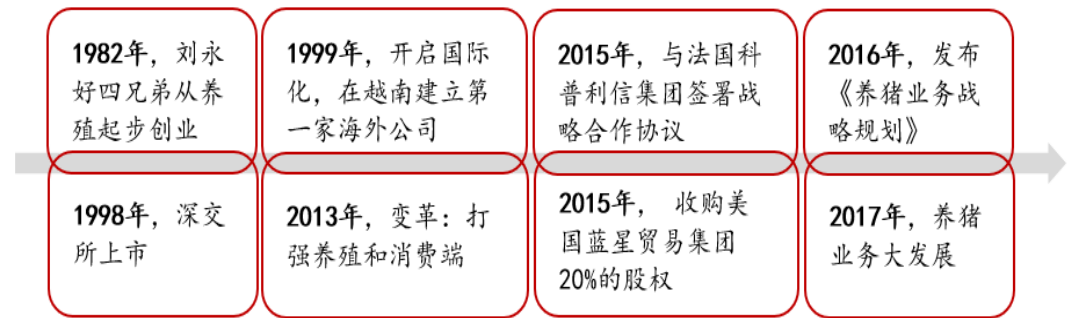 1982年，刘永
好四兄弟从养
殖起步创业
1999年，开启国际
化，在越南建立第
一家海外公司
2015年，与法国科
普利信集团签署战
略合作协议
2016年，发布
《养猪业务战
略规划》
1998年，深交
所上市
2013年，变革：打
强养殖和消费端
2015年， 收购美
国蓝星贸易集团
20%的股权
2017年，养猪
业务大发展